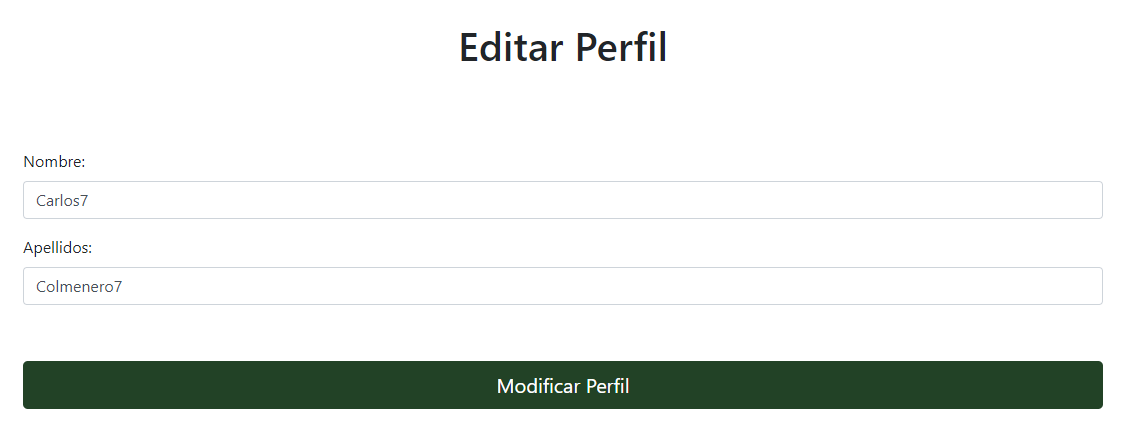 Editar Perfil
Nombre:
Carlos7
Apellidos:
Colmenero7
Modificar Perfil